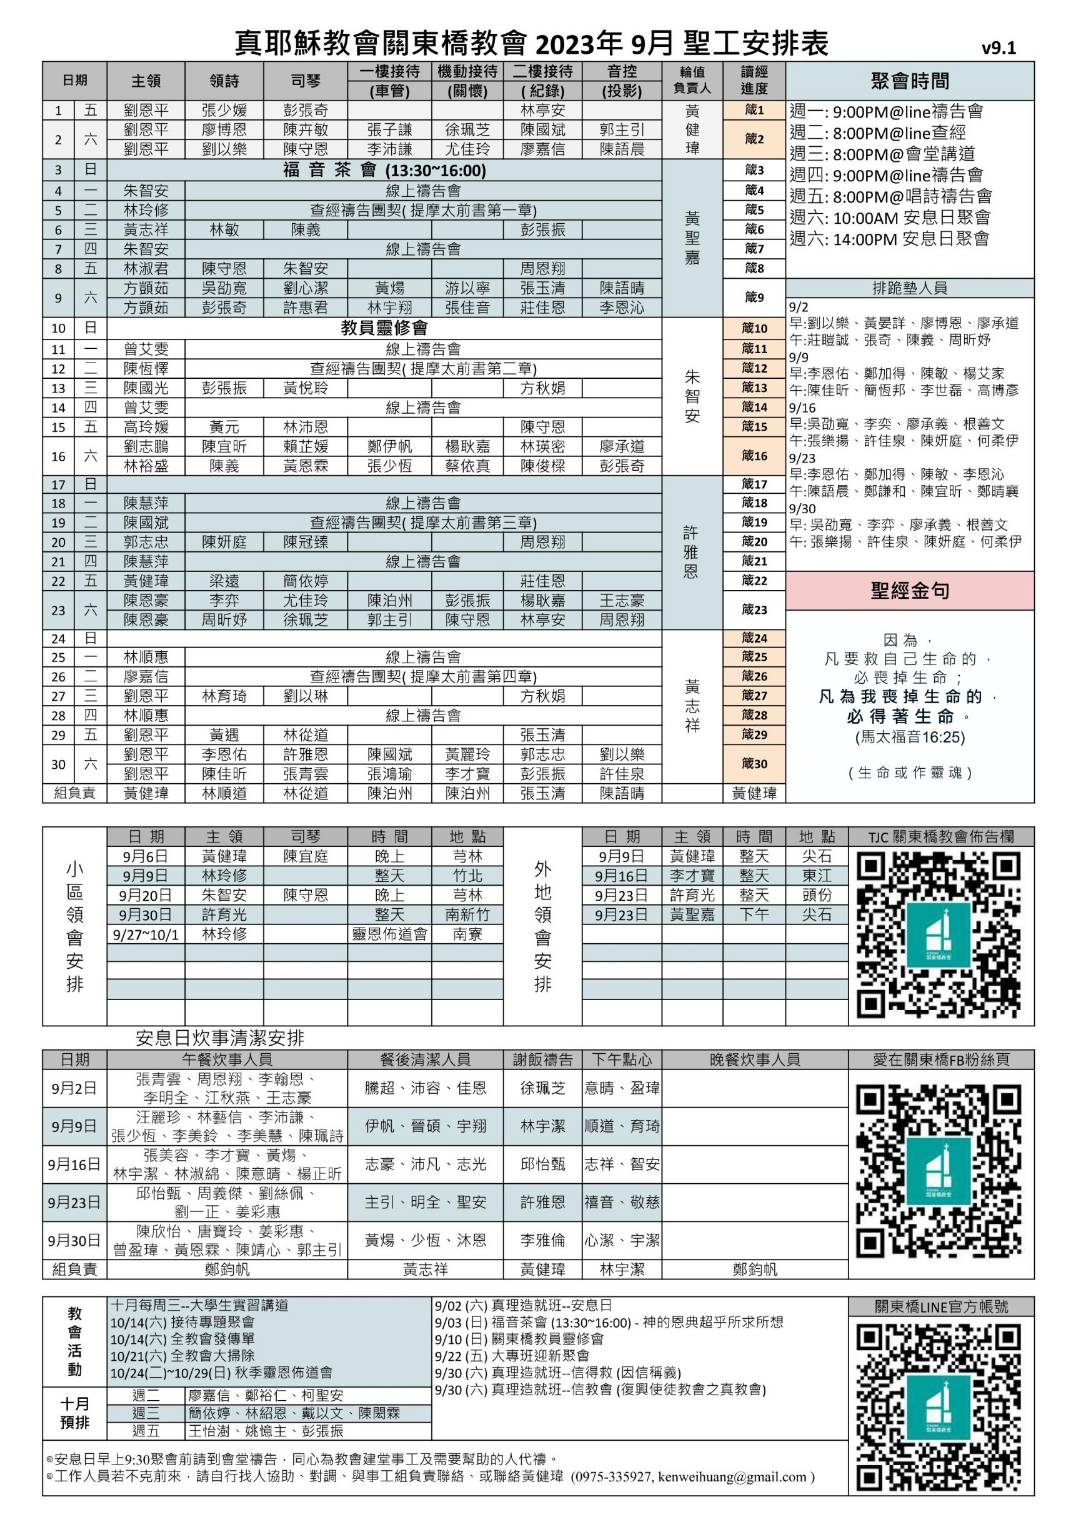 真耶穌教會關東橋教會 2023年 9月 聖工安排表 v9.1
日期 主領 領詩 司琴 一樓接待(車管) 機動接待(關懷) 二樓接待(紀錄) 音控(投影) 輪值負責人 讀經進度
1 五 劉恩平 張少媛 彭張奇 林亭安 箴1
2 六 劉恩平 廖博恩 陳卉敏 張子謙 徐珮芝 陳國斌 郭主引 箴2
劉恩平 劉以樂 陳守恩 李沛謙 尤佳玲 廖嘉信 陳語晨
黃健瑋
3 日 福 音 茶 會 (13:30~16:00) 箴3
4 一 朱智安 線上禱告會 箴4
5 二 林玲修 查經禱告團契( 提摩太前書第一章) 箴5
6 三 黃志祥 林敏 陳義 彭張振 箴6
7 四 朱智安 線上禱告會 箴7
8 五 林淑君 陳守恩 朱智安 周恩翔 箴8
9 六 方顗茹 吳劭寬 劉心潔 黃煬 游以寧 張玉清 陳語晴 箴9
方顗茹 彭張奇 許惠君 林宇翔 張佳音 莊佳恩 李恩沁
黃聖嘉
10 日 教員靈修會 箴10
11 一 曾艾雯 線上禱告會 箴11
12 二 陳恆懌 查經禱告團契( 提摩太前書第二章) 箴12
13 三 陳國光 彭張振 黃悅聆 方秋娟 箴13
14 四 曾艾雯 線上禱告會 箴14
15 五 高玲媛 黃元 林沛恩 陳守恩 箴15
16 六 劉志鵬 陳宜昕 賴芷媛 鄭伊帆 楊耿嘉 林瑛密 廖承道 箴16
林裕盛 陳義 黃恩霖 張少恆 蔡依真 陳俊樑 彭張奇
朱智安
17 日 箴17
18 一 陳慧萍 線上禱告會 箴18
19 二 陳國斌 查經禱告團契( 提摩太前書第三章) 箴19
20 三 郭志忠 陳妍庭 陳冠臻 周恩翔 箴20
21 四 陳慧萍 線上禱告會 箴21
22 五 黃健瑋 梁遠 簡依婷 莊佳恩 箴22
23 六 陳恩豪 李弈 尤佳玲 陳泊州 彭張振 楊耿嘉 王志豪 箴23
陳恩豪 周昕妤 徐珮芝 郭主引 陳守恩 林亭安 周恩翔
許雅恩
24 日 箴24
25 一 林順惠 線上禱告會 箴25
26 二 廖嘉信 查經禱告團契( 提摩太前書第四章) 箴26
27 三 劉恩平 林育琦 劉以琳 方秋娟 箴27
28 四 林順惠 線上禱告會 箴28
29 五 劉恩平 黃遇 林從道 張玉清 箴29
30 六 劉恩平 李恩佑 許雅恩 陳國斌 黃麗玲 郭志忠 劉以樂 箴30
劉恩平 陳佳昕 張青雲 張鴻瑜 李才寶 彭張振 許佳泉
黃志祥
組負責 黃健瑋 林順道 林從道 陳泊州 陳泊州 張玉清 陳語晴 黃健瑋
聚會時間
週一: 9:00PM@line禱告會
週二: 8:00PM@line查經
週三: 8:00PM@會堂講道
週四: 9:00PM@line禱告會
週五: 8:00PM@唱詩禱告會
週六: 10:00AM 安息日聚會
週六: 14:00PM 安息日聚會
排跪墊人員
9/2
早:劉以樂、黃晏詳、廖博恩、廖承道
午:莊暟誠、張奇、陳義、周昕妤
9/9
早:李恩佑、鄭加得、陳敏、楊艾家
午:陳佳昕、簡恆邦、李世磊、高博彥
9/16
早:吳劭寬、李奕、廖承義、根善文
午:張樂揚、許佳泉、陳妍庭、何柔伊
9/23
早:李恩佑、鄭加得、陳敏、李恩沁
午:陳語晨、鄭謙和、陳宜昕、鄭晴襄
9/30
早: 吳劭寬、李弈、廖承義、根善文
午: 張樂揚、許佳泉、陳妍庭、何柔伊
聖經金句
因為，
凡要救自己生命的，
必喪掉生命；
凡為我喪掉生命的，
必得著生命。
(馬太福音16:25)
(生命或作靈魂)
小區領會安排
日 期 主 領 司琴 時 間 地 點
9月6日 黃健瑋 陳宜庭 晚上 芎林
9月9日 林玲修 整天 竹北
9月20日 朱智安 陳守恩 晚上 芎林
9月30日 許育光 整天 南新竹
9/27~10/1 林玲修 靈恩佈道會 南寮
外地領會安排
日 期 主 領 時 間 地 點
9月9日 黃健瑋 整天 尖石
9月16日 李才寶 整天 東江
9月23日 許育光 整天 頭份
9月23日 黃聖嘉 下午 尖石
TJC 關東橋教會佈告欄
安息日炊事清潔安排
日期 午餐炊事人員 餐後清潔人員 謝飯禱告 下午點心 晚餐炊事人員
9月2日 張青雲、周恩翔、李翰恩、李明全、江秋燕、王志豪 騰超、沛容、佳恩 徐珮芝 意晴、盈瑋
9月9日 汪麗珍、林藝信、李沛謙、張少恆、李美鈴 、李美慧、陳珮詩 伊帆、晉碩、宇翔 林宇潔 順道、育琦
9月16日 張美容、李才寶、黃煬、林宇潔、林淑綿、陳意晴、楊正昕 志豪、沛凡、志光 邱怡甄 志祥、智安
9月23日 邱怡甄、周義傑、劉絲佩、劉一正、姜彩惠 主引、明全、聖安 許雅恩 禧音、敬慈
9月30日 陳欣怡、唐寶玲、姜彩惠、曾盈瑋、黃恩霖、陳靖心、郭主引 黃煬、少恆、沐恩 李雅倫 心潔、宇潔
組負責 鄭鈞帆 黃志祥 黃健瑋 林宇潔 鄭鈞帆
愛在關東橋FB粉絲頁
教會活動
十月每周三--大學生實習講道
10/14(六) 接待專題聚會
10/14(六) 全教會發傳單
10/21(六) 全教會大掃除
10/24(二)~10/29(日) 秋季靈恩佈道會
9/02 (六) 真理造就班--安息日
9/03 (日) 福音茶會 (13:30~16:00) - 神的恩典超乎所求所想
9/10 (日) 關東橋教員靈修會
9/22 (五) 大專班迎新聚會
9/30 (六) 真理造就班--信得救 (因信稱義)
9/30 (六) 真理造就班--信教會 (復興使徒教會之真教會)
十月預排
週二 廖嘉信、鄭裕仁、柯聖安
週三 簡依婷、林紹恩、戴以文、陳閎霖
週五 王怡澍、姚憶主、彭張振
關東橋LINE官方帳號
◎安息日早上9:30聚會前請到會堂禱告，同心為教會建堂事工及需要幫助的人代禱。
◎工作人員若不克前來，請自行找人協助、對調、與事工組負責聯絡、或聯絡黃健瑋 (0975-335927, kenweihuang@gmail.com )